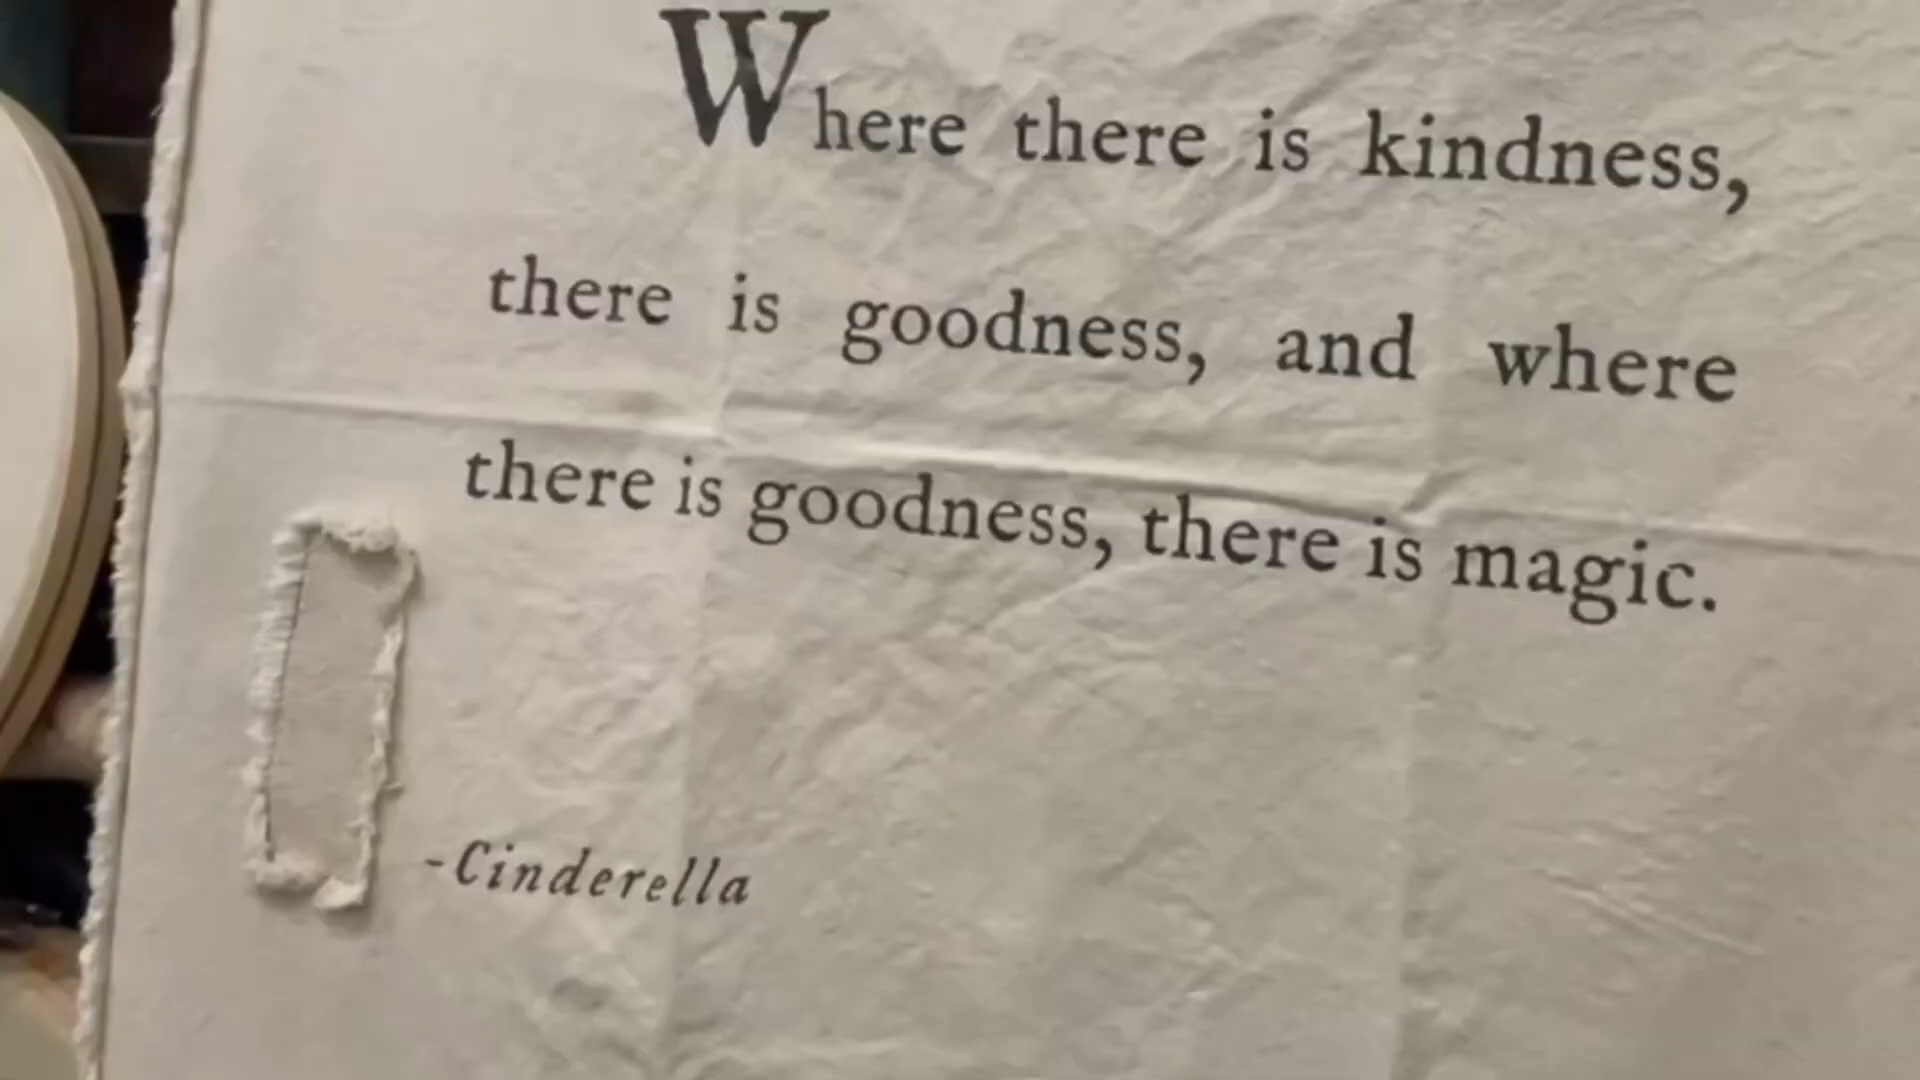 Where there is kindness,
there is goodness, and where
there is goodness, there is magic.
-Cinderella